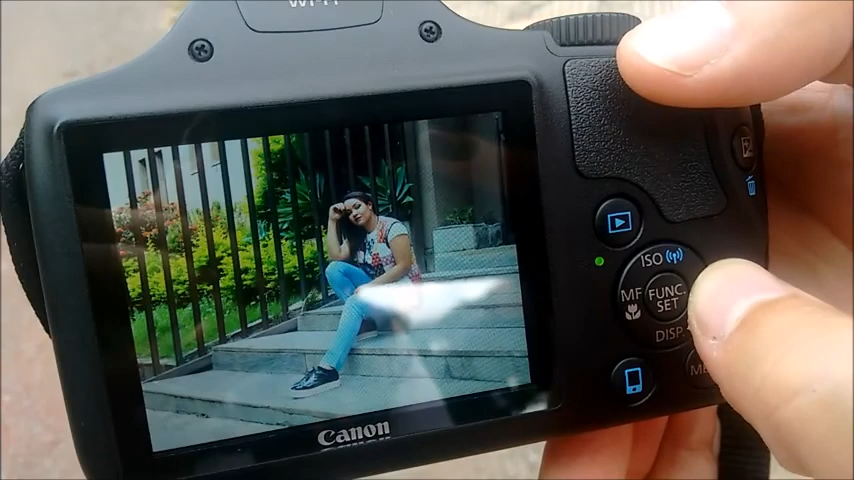 Wi-Fi
ISO
MF
FUNC.
SET
DISP.
Canon